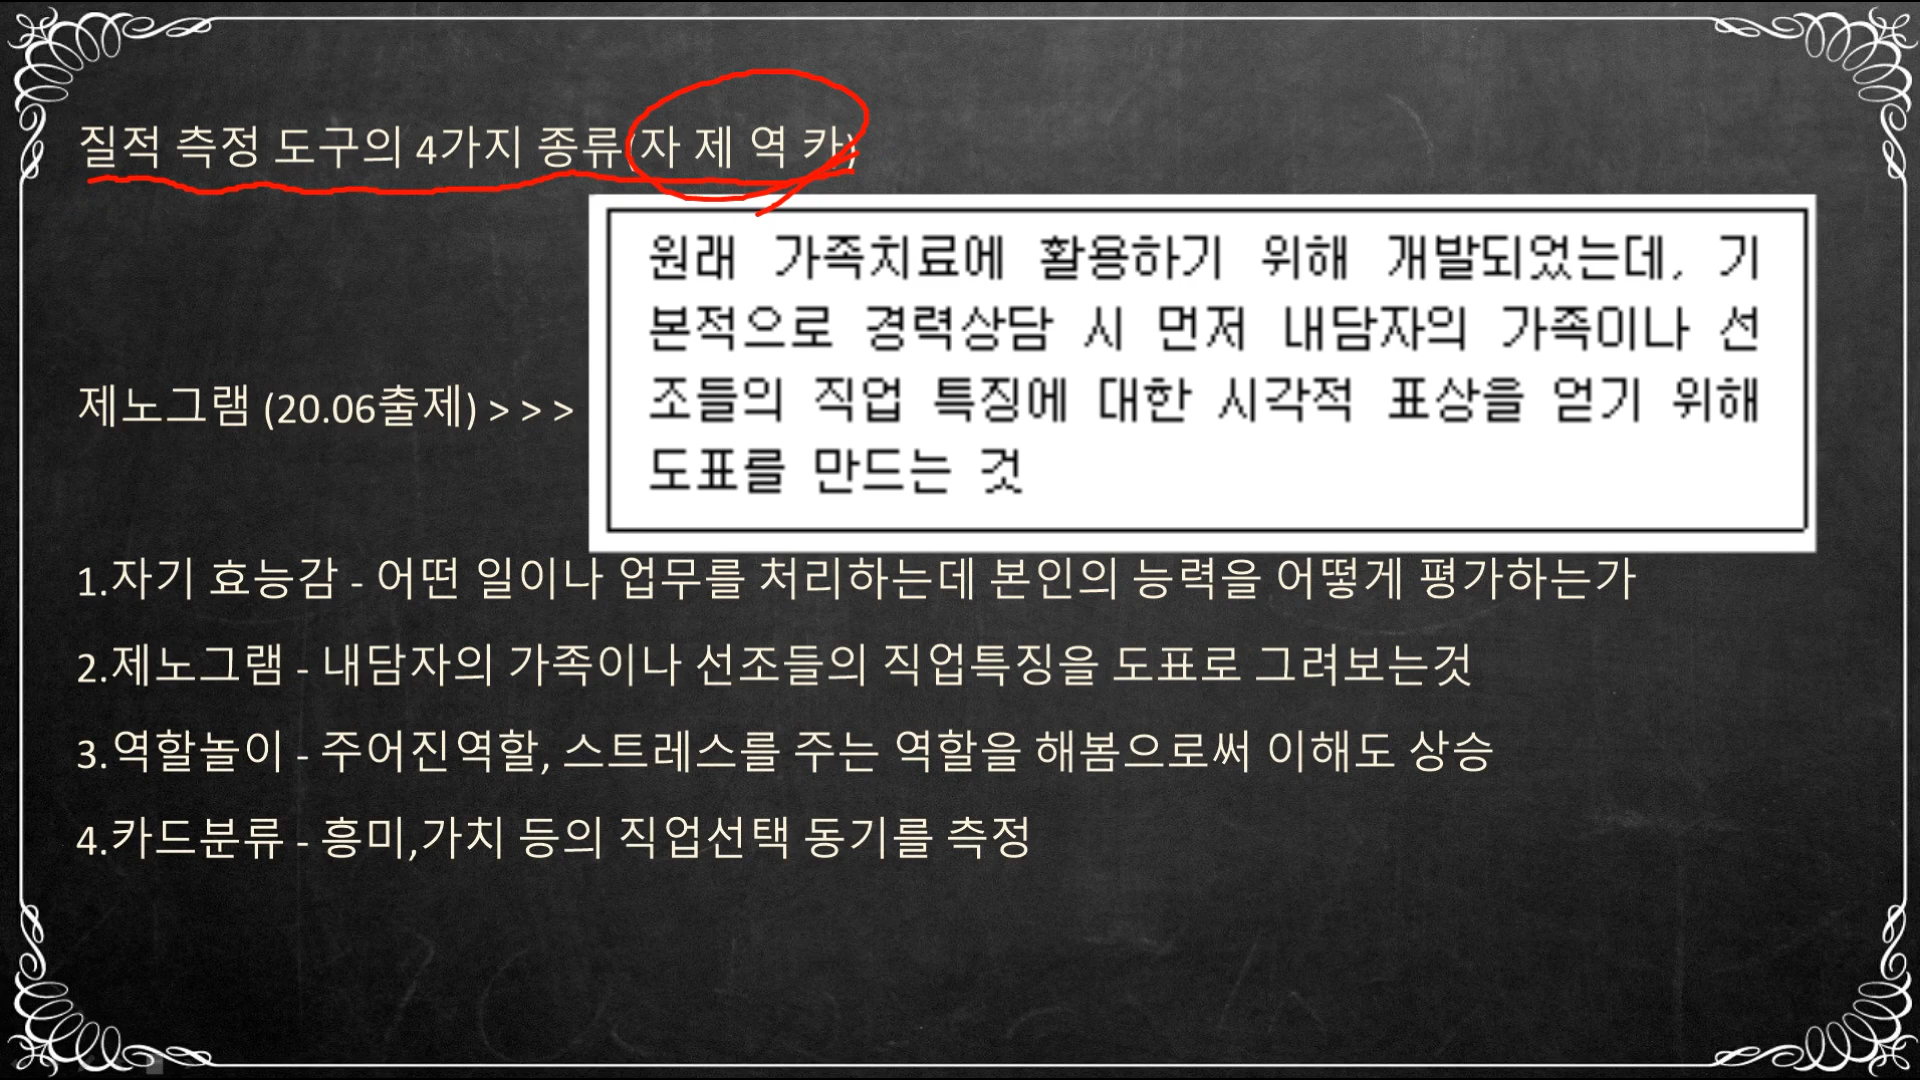 질적 측정 도구의 4가지 종류(자 제 역 카)
원래 가족치료에 활용하기 위해 개발되었는데, 기
본적으로 경력상담 시 먼저 내담자의 가족이나 선
조들의 직업 특징에 대한 시각적 표상을 얻기 위해
도표를 만드는 것
제노그램 (20.06출제) > > >
1.자기 효능감 - 어떤 일이나 업무를 처리하는데 본인의 능력을 어떻게 평가하는가
2.제노그램 - 내담자의 가족이나 선조들의 직업특징을 도표로 그려보는것
3.역할놀이 - 주어진역할, 스트레스를 주는 역할을 해봄으로써 이해도 상승
4.카드분류 - 흥미,가치 등의 직업선택 동기를 측정